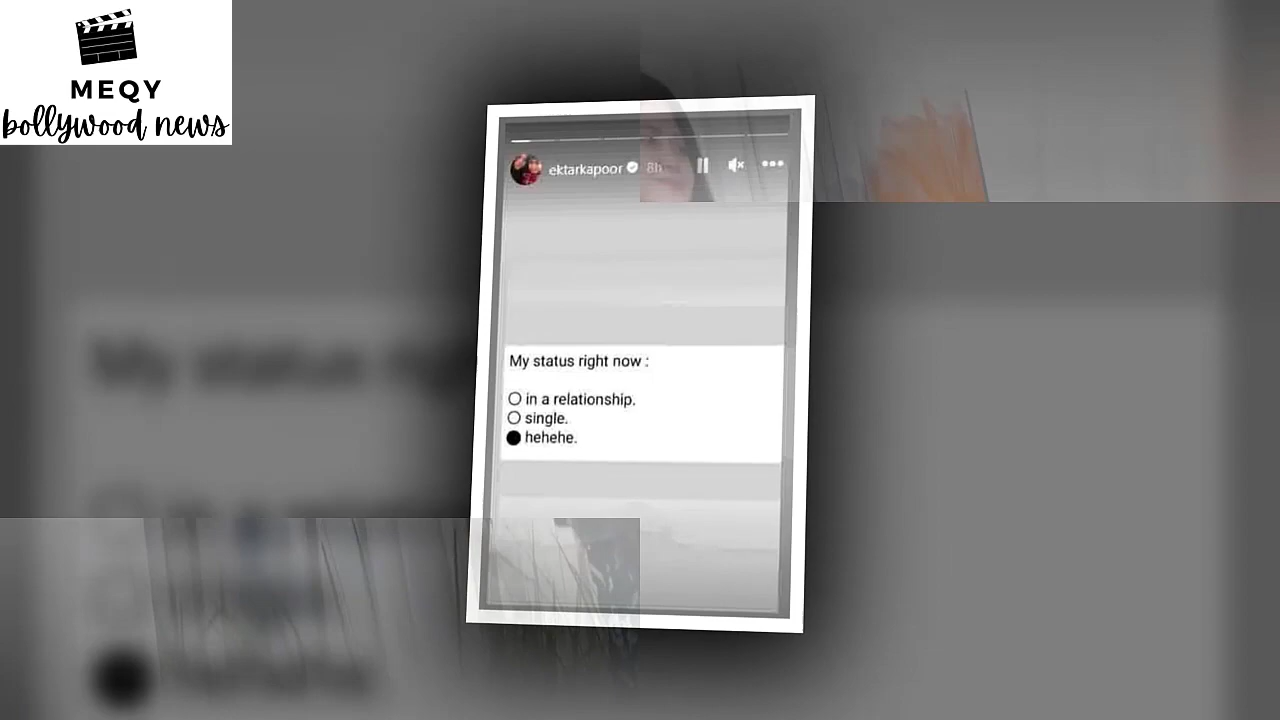 MEQY
bollywood news
ektarkapoor 8h
My status right now :
in a relationship.
single.
hehehe.